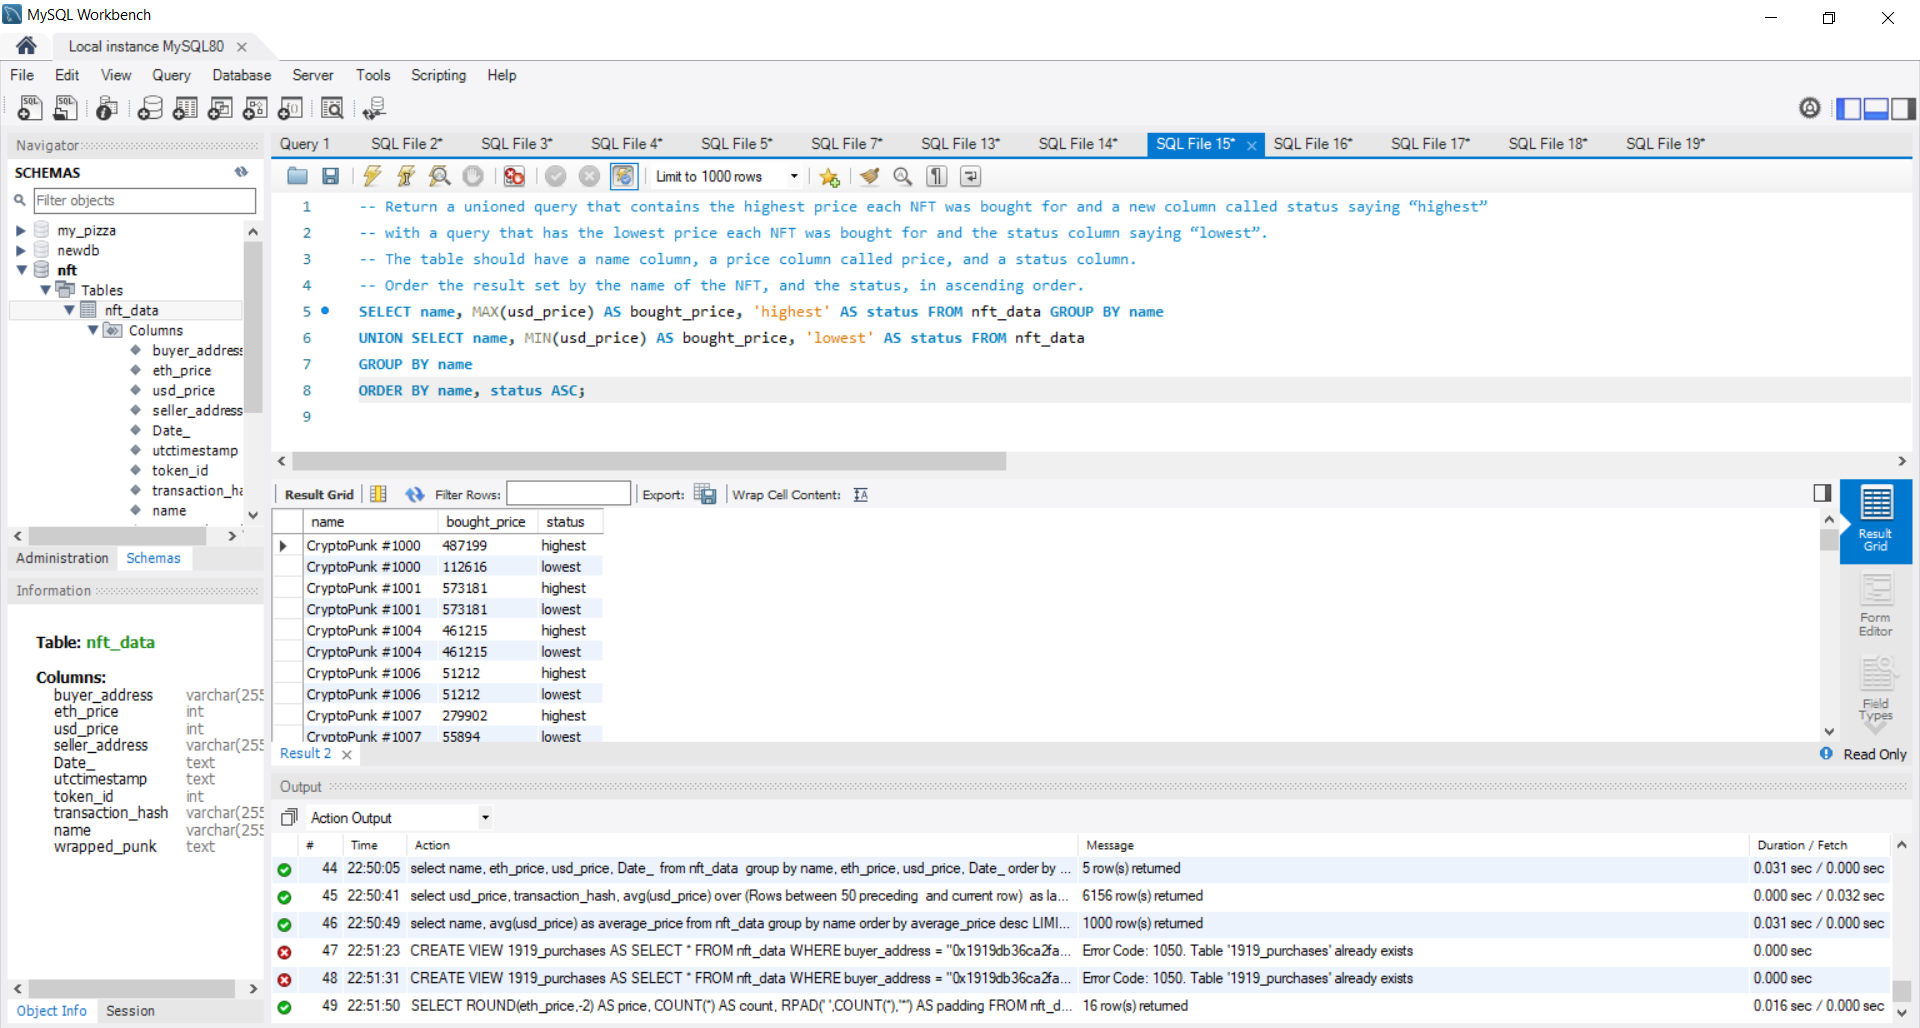 MySQL Workbench
Local instance MySQL80
File Edit View Query Database Server Tools Scripting Help
Navigator
SCHEMAS
Filter objects
my_pizza
newdb
nft
Tables
nft_data
Columns
buyer_address
eth_price
usd_price
seller_address
Date_
utctimestamp
token_id
transaction_ha
name
Administration Schemas
Information
Table: nft_data
Columns:
buyer_address varchar(255
eth_price int
usd_price int
seller_address varchar(255
Date_ text
utctimestamp text
token_id int
transaction_hash varchar(255
name varchar(255
wrapped_punk text
Object Info Session
Query 1 SQL File 2* SQL File 3* SQL File 4* SQL File 5* SQL File 7* SQL File 13* SQL File 14* SQL File 15* SQL File 16* SQL File 17* SQL File 18* SQL File 19*
Limit to 1000 rows
1 -- Return a unioned query that contains the highest price each NFT was bought for and a new column called status saying “highest”
2 -- with a query that has the lowest price each NFT was bought for and the status column saying “lowest”.
3 -- The table should have a name column, a price column called price, and a status column.
4 -- Order the result set by the name of the NFT, and the status, in ascending order.
5 SELECT name, MAX(usd_price) AS bought_price, 'highest' AS status FROM nft_data GROUP BY name
6 UNION SELECT name, MIN(usd_price) AS bought_price, 'lowest' AS status FROM nft_data
7 GROUP BY name
8 ORDER BY name, status ASC;
9
Result Grid Filter Rows: Export: Wrap Cell Content:
name bought_price status
CryptoPunk #1000 487199 highest
CryptoPunk #1000 112616 lowest
CryptoPunk #1001 573181 highest
CryptoPunk #1001 573181 lowest
CryptoPunk #1004 461215 highest
CryptoPunk #1004 461215 lowest
CryptoPunk #1006 51212 highest
CryptoPunk #1006 51212 lowest
CryptoPunk #1007 279902 highest
CryptoPunk #1007 55894 lowest
Result Grid
Form Editor
Field Types
Result 2
Read Only
Output
Action Output
# Time Action Message Duration / Fetch
44 22:50:05 select name, eth_price, usd_price, Date_ from nft_data group by name, eth_price, usd_price, Date_ order by ... 5 row(s) returned 0.031 sec / 0.000 sec
45 22:50:41 select usd_price, transaction_hash, avg(usd_price) over (Rows between 50 preceding and current row) as la... 6156 row(s) returned 0.000 sec / 0.032 sec
46 22:50:49 select name, avg(usd_price) as average_price from nft_data group by name order by average_price desc LIMI... 1000 row(s) returned 0.031 sec / 0.000 sec
47 22:51:23 CREATE VIEW 1919_purchases AS SELECT * FROM nft_data WHERE buyer_address = "0x1919db36ca2fa... Error Code: 1050. Table '1919_purchases' already exists 0.000 sec
48 22:51:31 CREATE VIEW 1919_purchases AS SELECT * FROM nft_data WHERE buyer_address = "0x1919db36ca2fa... Error Code: 1050. Table '1919_purchases' already exists 0.000 sec
49 22:51:50 SELECT ROUND(eth_price,-2) AS price, COUNT(*) AS count, RPAD('',COUNT(*),'*') AS padding FROM nft_d... 16 row(s) returned 0.016 sec / 0.000 sec